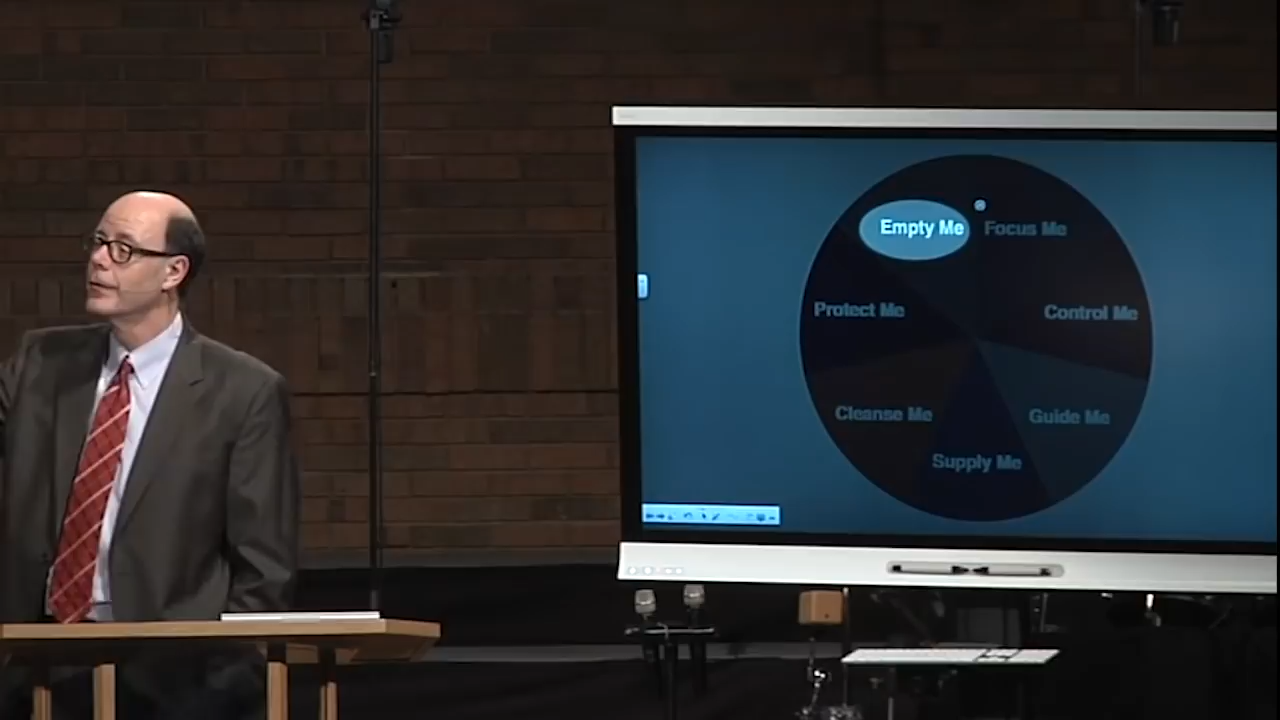 Empty Me
Focus Me
Protect Me
Control Me
Cleanse Me
Guide Me
Supply Me